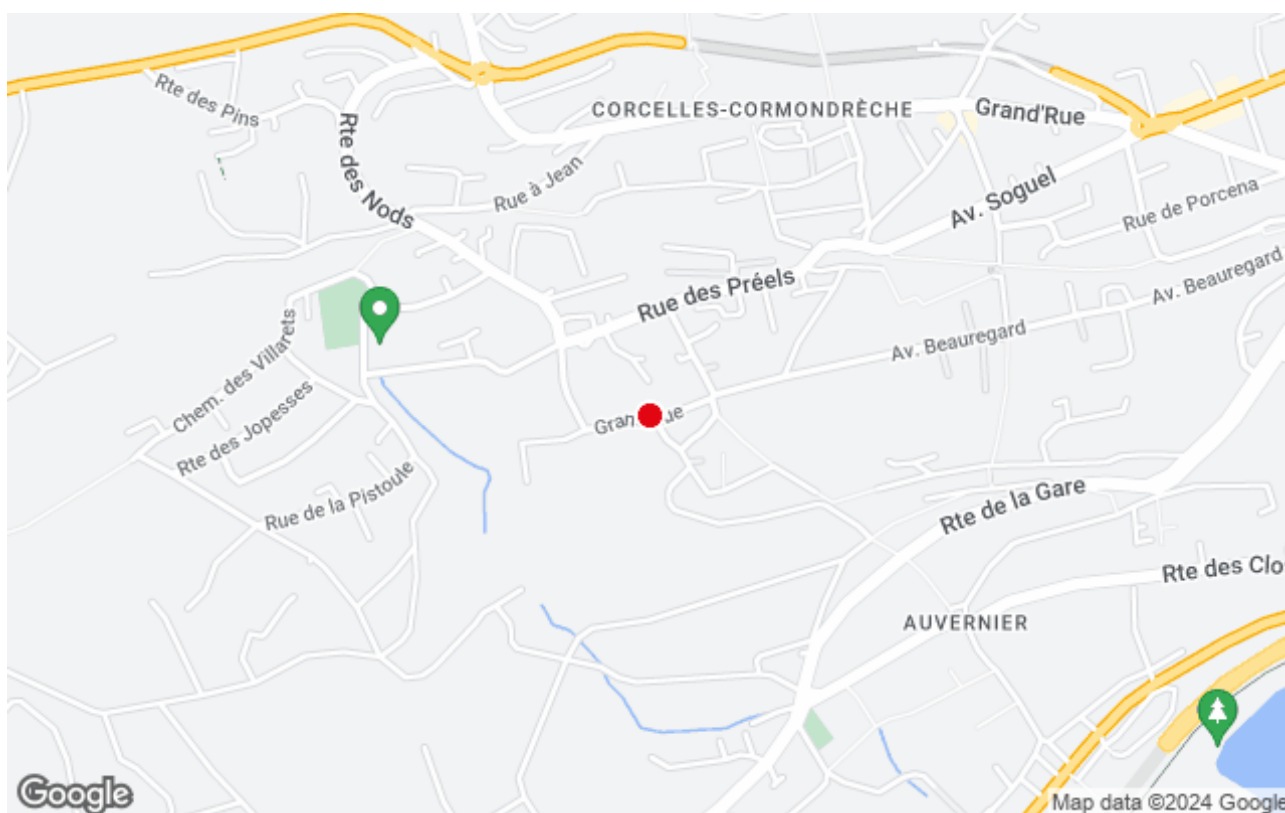 Rte des Pins
Rte des Nods
CORCELLES-CORMONDRÈCHE
Grand'Rue
Rue à Jean
Av. Soguel
Rue de Porcena
Rue des Préels
Av. Beauregard
Av. Beauregard
Chem. des Villarets
Rte des Jopesses
Rue de la Pistoule
Rte de la Gare
Rte des Clo
AUVERNIER
Google
Map data ©2024 Google